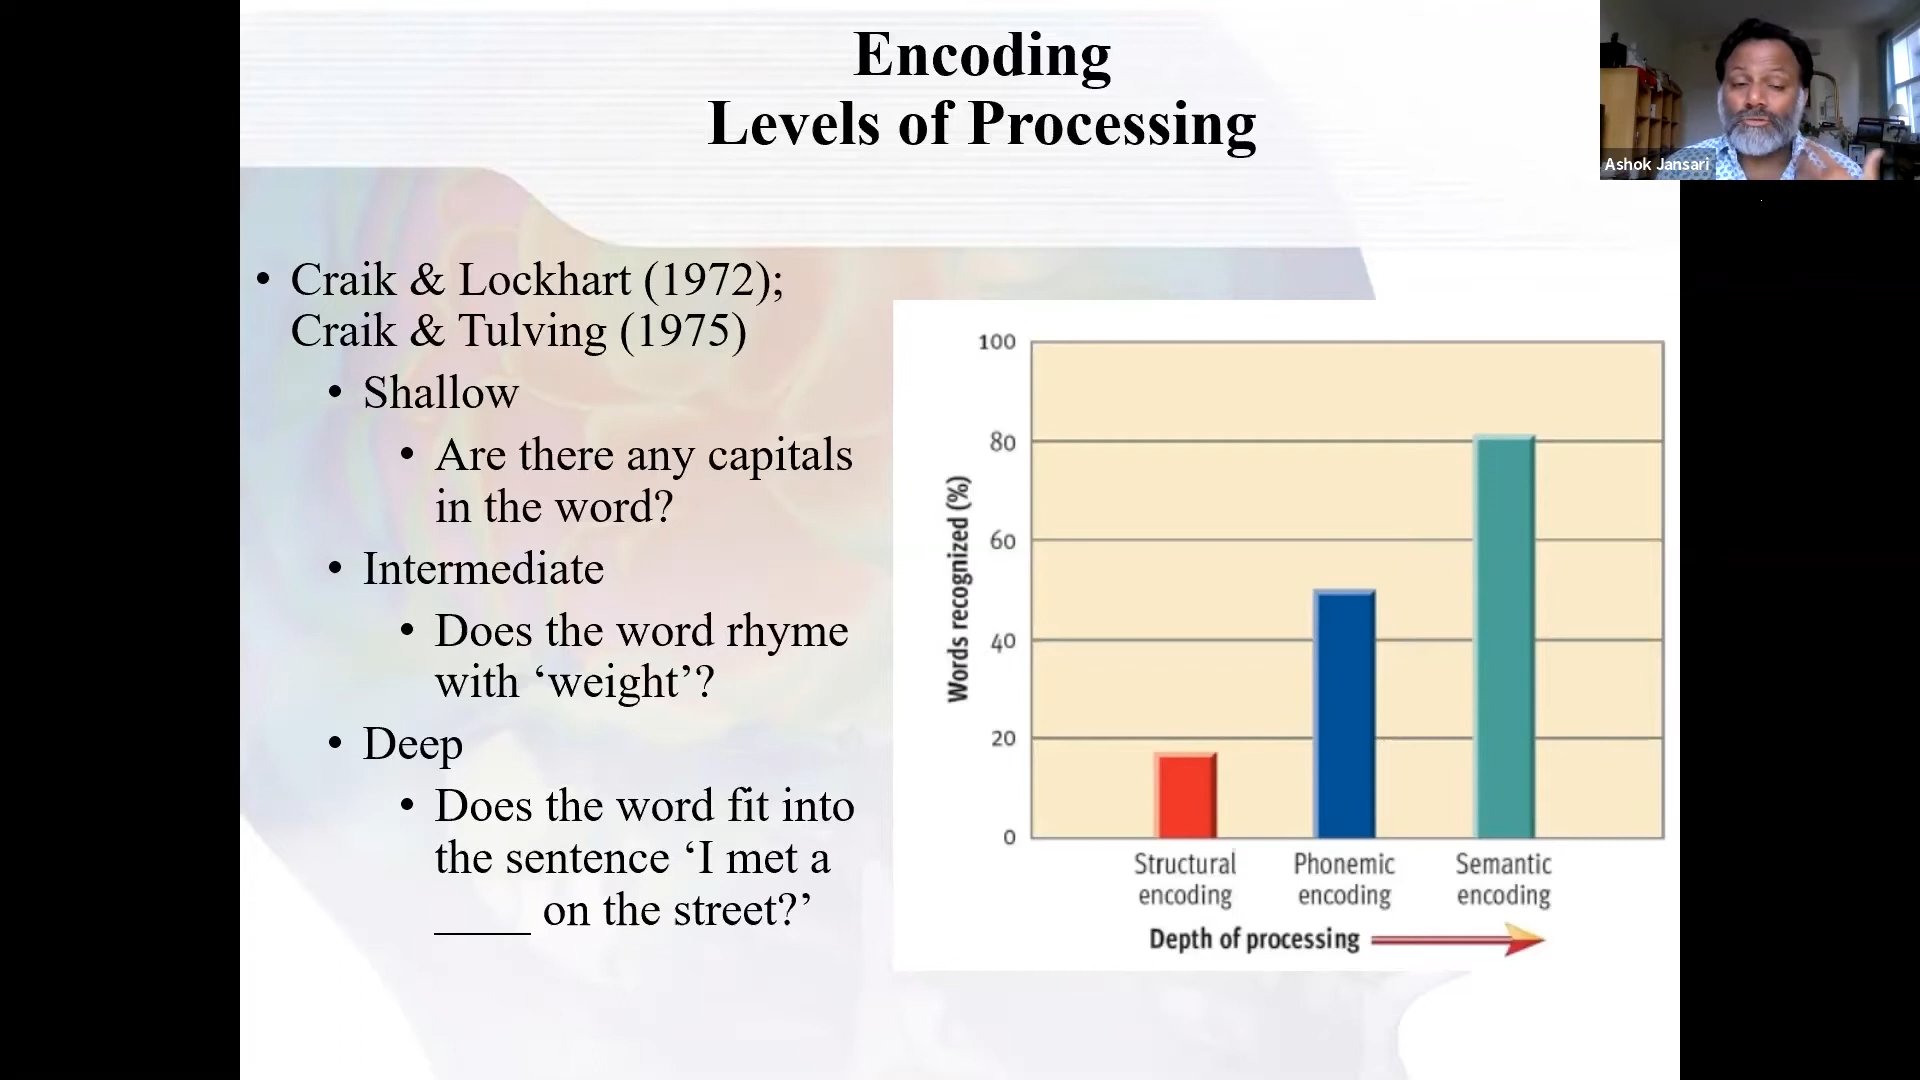 Encoding
Levels of Processing
Ashok Jansari
• Craik & Lockhart (1972);
Craik & Tulving (1975)
• Shallow
• Are there any capitals
in the word?
• Intermediate
• Does the word rhyme
with ‘weight’?
• Deep
• Does the word fit into
the sentence ‘I met a
____ on the street?’
Words recognized (%)
100
80
60
40
20
0
Structural
encoding
Phonemic
encoding
Semantic
encoding
Depth of processing